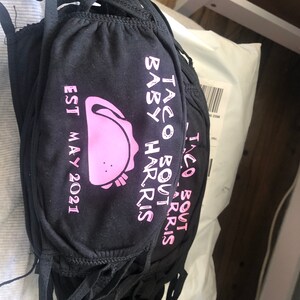 TACO BOUT
BABY HARRIS
EST MAY 2021
TACO BOUT
HARRIS